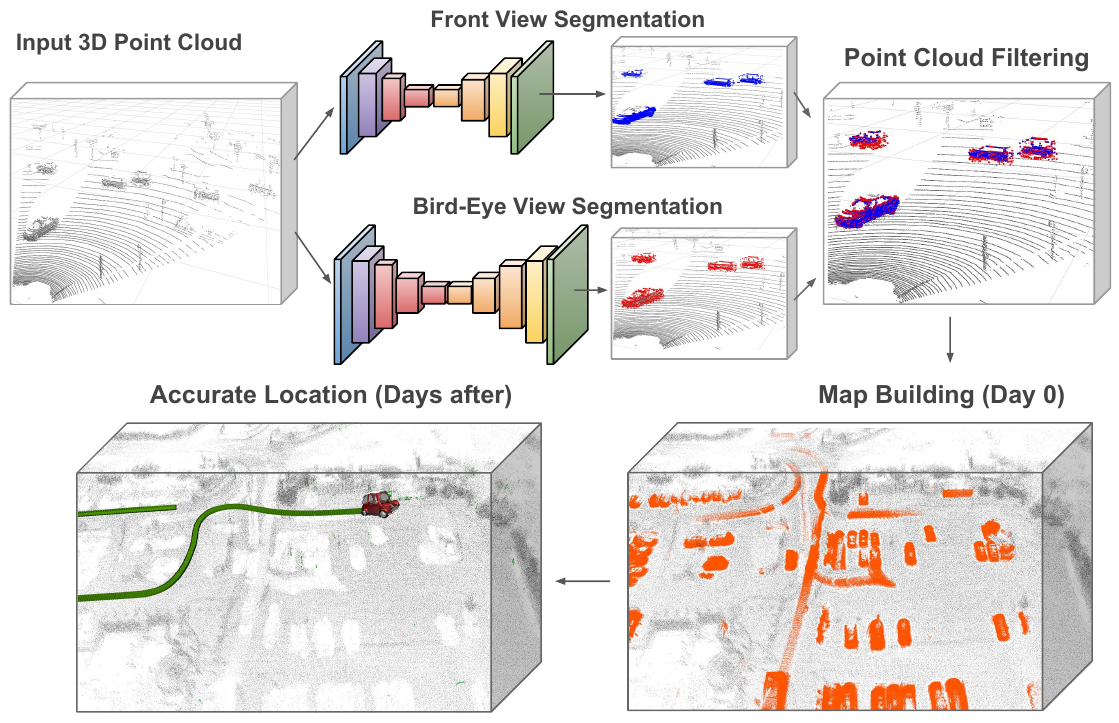 Front View Segmentation
Input 3D Point Cloud
Point Cloud Filtering
Bird-Eye View Segmentation
Accurate Location (Days after)
Map Building (Day 0)